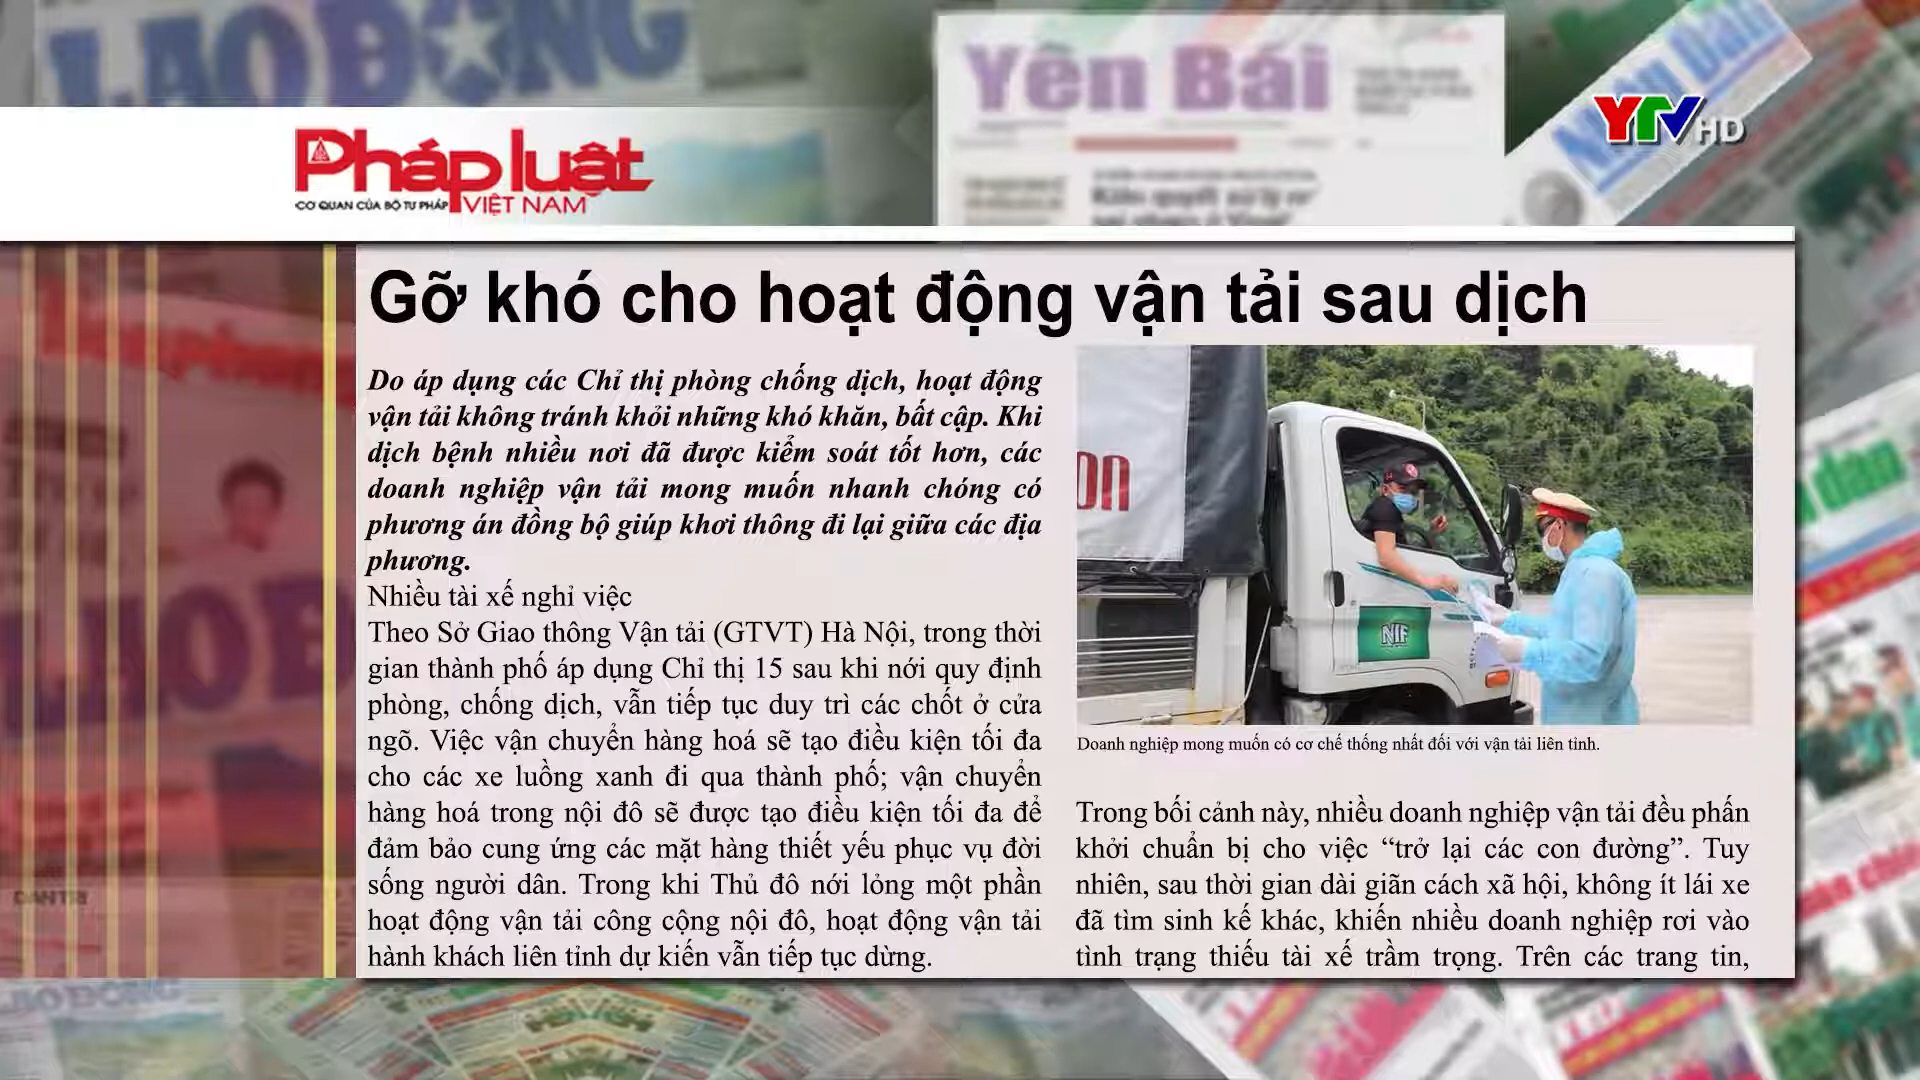 LAO ĐỘNG
Yên Bái
Nhân Dân
YTV HD
Pháp luật
CƠ QUAN CỦA BỘ TƯ PHÁP VIỆT NAM
Gỡ khó cho hoạt động vận tải sau dịch
Do áp dụng các Chỉ thị phòng chống dịch, hoạt động
vận tải không tránh khỏi những khó khăn, bất cập. Khi
dịch bệnh nhiều nơi đã được kiểm soát tốt hơn, các
doanh nghiệp vận tải mong muốn nhanh chóng có
phương án đồng bộ giúp khơi thông đi lại giữa các địa
phương.
Nhiều tài xế nghỉ việc
Theo Sở Giao thông Vận tải (GTVT) Hà Nội, trong thời
gian thành phố áp dụng Chỉ thị 15 sau khi nới quy định
phòng, chống dịch, vẫn tiếp tục duy trì các chốt ở cửa
ngõ. Việc vận chuyển hàng hoá sẽ tạo điều kiện tối đa
cho các xe luồng xanh đi qua thành phố; vận chuyển
hàng hoá trong nội đô sẽ được tạo điều kiện tối đa để
đảm bảo cung ứng các mặt hàng thiết yếu phục vụ đời
sống người dân. Trong khi Thủ đô nới lỏng một phần
hoạt động vận tải công cộng nội đô, hoạt động vận tải
hành khách liên tỉnh dự kiến vẫn tiếp tục dừng.
on
NIF
Doanh nghiệp mong muốn có cơ chế thống nhất đối với vận tải liên tỉnh.
Trong bối cảnh này, nhiều doanh nghiệp vận tải đều phấn
khởi chuẩn bị cho việc “trở lại các con đường”. Tuy
nhiên, sau thời gian dài giãn cách xã hội, không ít lái xe
đã tìm sinh kế khác, khiến nhiều doanh nghiệp rơi vào
tình trạng thiếu tài xế trầm trọng. Trên các trang tin,
LAO ĐỘNG